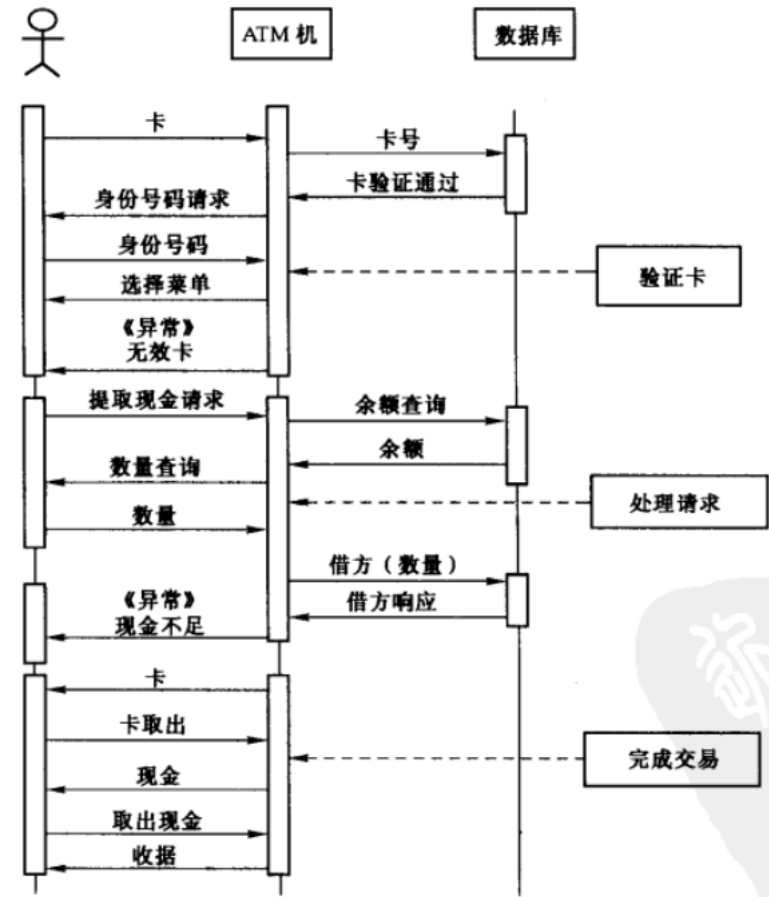 ATM 机
数据库
卡
卡号
卡验证通过
身份号码请求
身份号码
选择菜单
验证卡
《异常》
无效卡
提取现金请求
余额查询
余额
数量查询
处理请求
数量
借方（数量）
《异常》
借方响应
现金不足
卡
卡取出
完成交易
现金
取出现金
收据